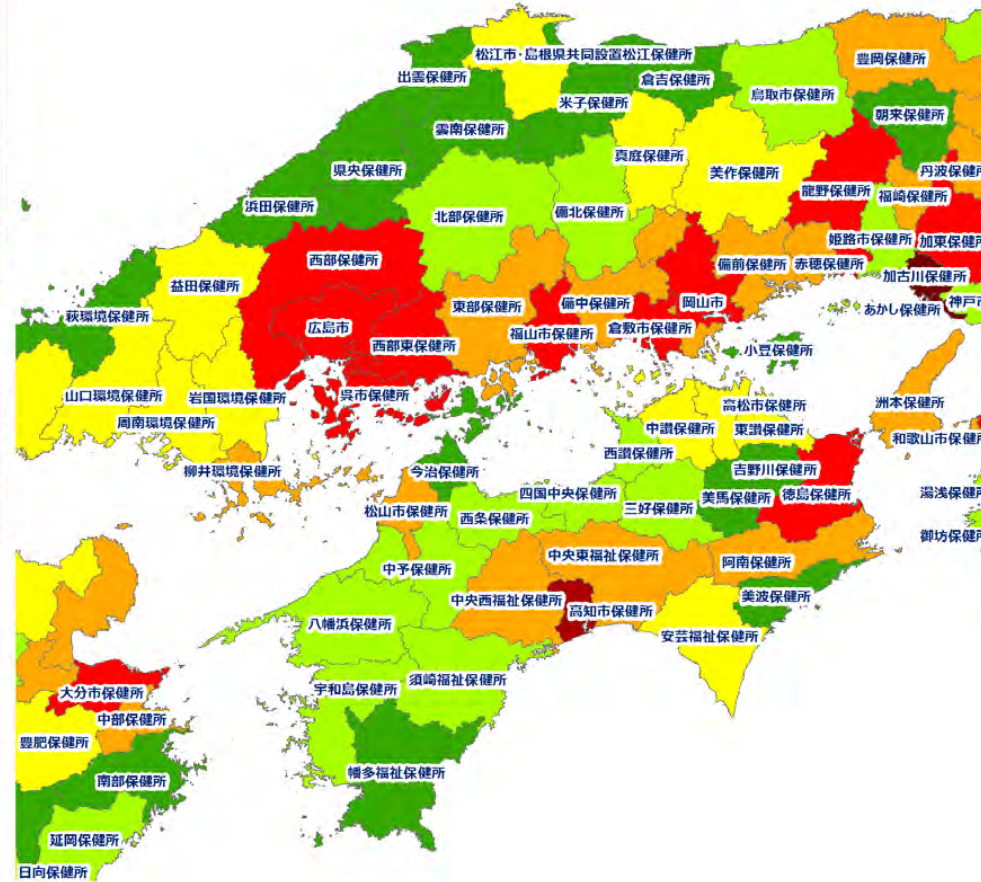 松江市・島根県共同設置松江保健所
豊岡保健所
出雲保健所
倉吉保健所
鳥取市保健所
米子保健所
朝来保健所
雲南保健所
真庭保健所
県央保健所
美作保健所
丹波保健所
龍野保健所
福崎保健所
浜田保健所
北部保健所
備北保健所
姫路市保健所
加東保健所
西部保健所
備前保健所
赤穂保健所
加古川保健所
益田保健所
東部保健所
備中保健所
岡山市
あかし保健所
神戸市
萩環境保健所
広島市
福山市保健所
倉敷市保健所
西部東保健所
小豆保健所
山口環境保健所
岩国環境保健所
呉市保健所
高松市保健所
洲本保健所
周南環境保健所
中讃保健所
東讃保健所
和歌山市保健所
西讃保健所
柳井環境保健所
今治保健所
吉野川保健所
四国中央保健所
美馬保健所
徳島保健所
湯浅保健所
松山市保健所
西条保健所
三好保健所
御坊保健所
中予保健所
中央東福祉保健所
阿南保健所
中央西福祉保健所
高知市保健所
美波保健所
八幡浜保健所
安芸福祉保健所
宇和島保健所
須崎福祉保健所
大分市保健所
中部保健所
豊肥保健所
幡多福祉保健所
南部保健所
延岡保健所
日向保健所